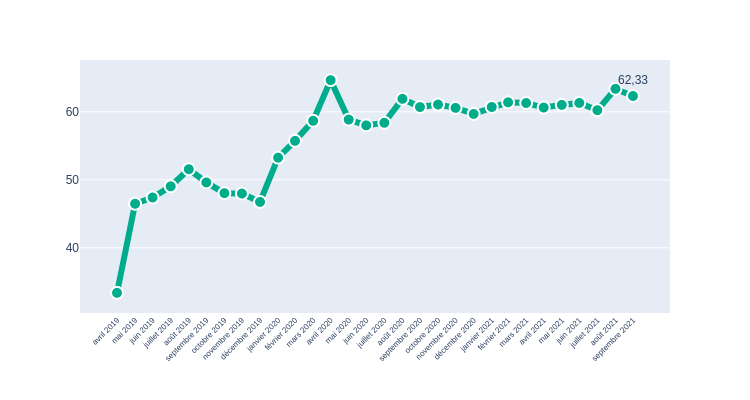 62,33
60
50
40
avril 2019
mai 2019
juin 2019
juillet 2019
août 2019
septembre 2019
octobre 2019
novembre 2019
décembre 2019
janvier 2020
février 2020
mars 2020
avril 2020
mai 2020
juin 2020
juillet 2020
août 2020
septembre 2020
octobre 2020
novembre 2020
décembre 2020
janvier 2021
février 2021
mars 2021
avril 2021
mai 2021
juin 2021
juillet 2021
août 2021
septembre 2021